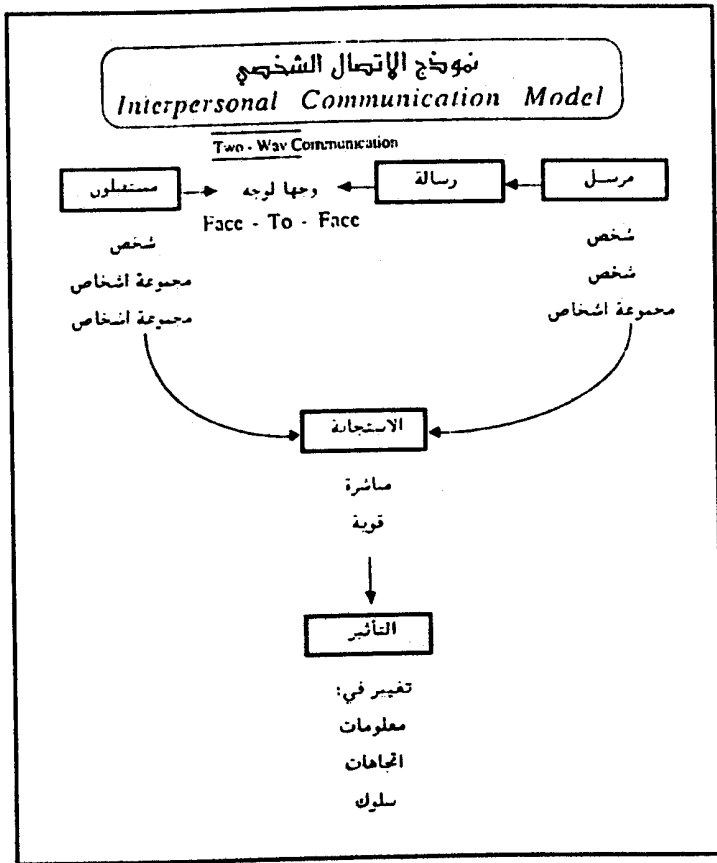 نموذج الاتصال الشخصي
Interpersonal Communication Model
Two - Way Communication
مرسل
رسالة
وجها لوجه
مستقبلون
Face - To - Face
شخص
شخص
مجموعة اشخاص
شخص
مجموعة اشخاص
مجموعة اشخاص
الاستجابة
مباشرة
قوية
التأثير
تغيير في:
معلومات
اتجاهات
سلوك